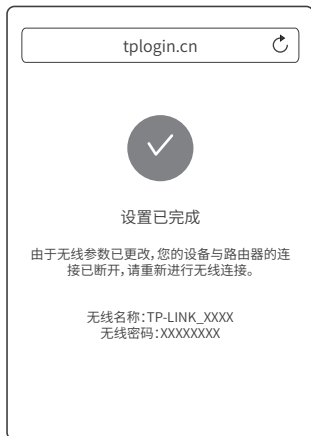 tplogin.cn
设置已完成
由于无线参数已更改,您的设备与路由器的连
接已断开,请重新进行无线连接。
无线名称:TP-LINK_XXXX
无线密码:XXXXXXXX